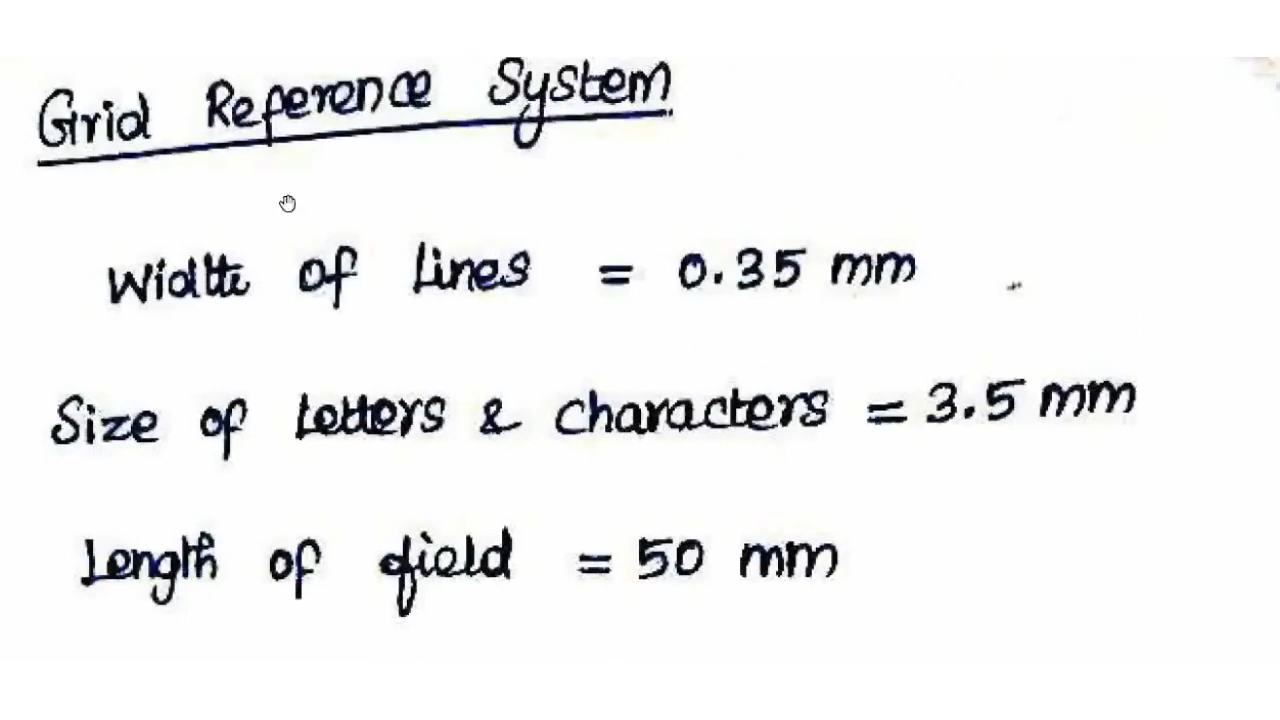 Grid Reference System
Width of lines = 0.35 mm
Size of letters & characters = 3.5 mm
Length of field = 50 mm